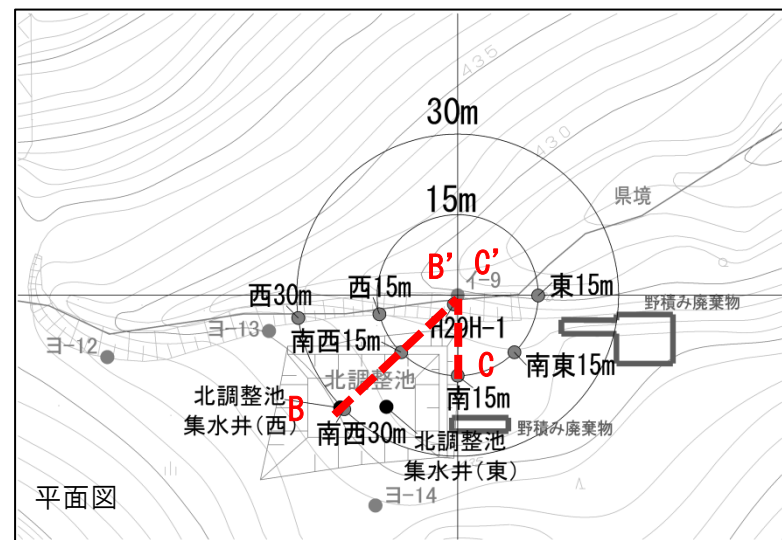 435
30m
430
県境
15m
B’ C’
イ-9
西30m
西15m
東15m
野積み廃棄物
H29H-1
ヨ-13
南西15m
ヨ-12
南東15m
C
北調整池
南15m
北調整池
集水井(西)
B
南西30m
野積み廃棄物
北調整池
集水井(東)
ヨ-14
平面図